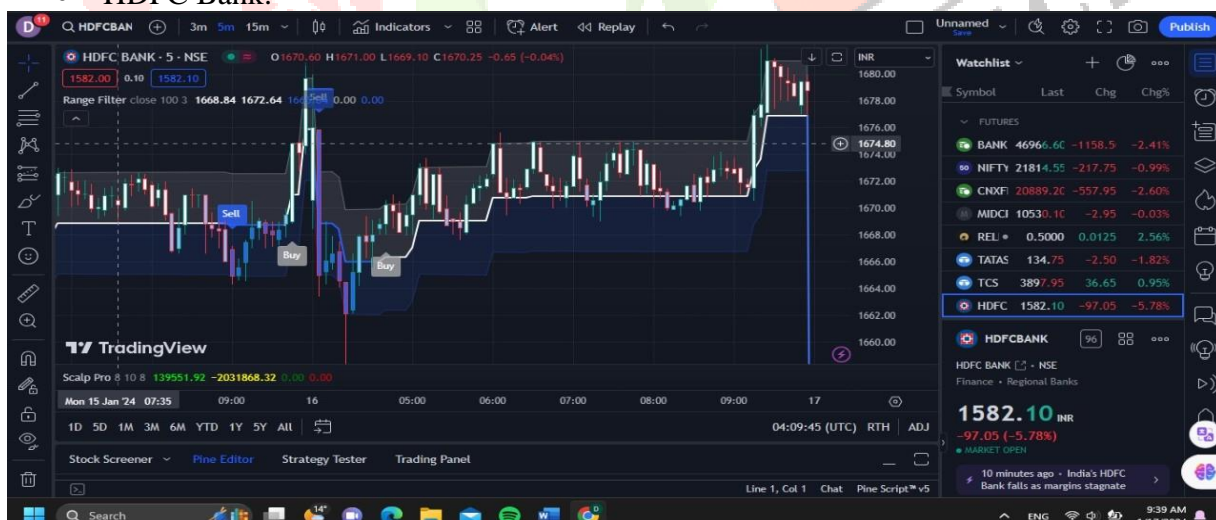 HDFC Bank:
D 11 HDFCBAN 3m 5m 15m Indicators Alert Replay Unnamed Save Publish
HDFC BANK · 5 · NSE O1670.60 H1671.00 L1669.10 C1670.25 -0.65 (-0.04%)
1582.00 0.10 1582.10
Range Filter close 100 3 1668.84 1672.64 0.00 0.00
INR
1680.00
1678.00
1676.00
1674.80
1674.00
1672.00
1670.00
1668.00
1666.00
1664.00
1662.00
1660.00
Sell
Sell
Buy
Buy
TradingView
Scalp Pro 8 10 8 139551.92 −2031868.32 0.00 0.00
Mon 15 Jan '24 07:35 09:00 16 05:00 06:00 07:00 08:00 09:00 17
1D 5D 1M 3M 6M YTD 1Y 5Y All 04:09:45 (UTC) RTH ADJ
Stock Screener Pine Editor Strategy Tester Trading Panel
Line 1, Col 1 Chat Pine Script™ v5
Watchlist
Symbol Last Chg Chg%
FUTURES
BANK 46966.60 −1158.5 −2.41%
NIFTY 21814.55 −217.75 −0.99%
CNXF 20889.20 −557.95 −2.60%
MIDCI 10530.10 −2.95 −0.03%
REL 0.5000 0.0125 2.56%
TATAS 134.75 −2.50 −1.82%
TCS 3897.95 36.65 0.95%
HDFC 1582.10 −97.05 −5.78%
HDFCBANK 96
HDFC BANK · NSE
Finance • Regional Banks
1582.10 INR
−97.05 (−5.78%)
MARKET OPEN
10 minutes ago · India's HDFC
Bank falls as margins stagnate
Search 14° ENG 9:39 AM